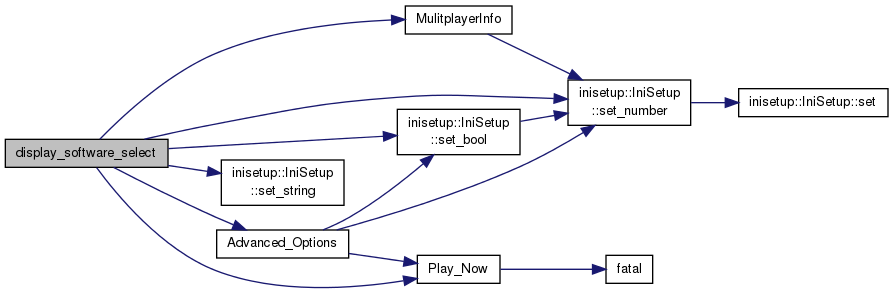 display_software_select
MulitplayerInfo
inisetup::IniSetup
::set_number
inisetup::IniSetup::set
inisetup::IniSetup
::set_bool
inisetup::IniSetup
::set_string
Advanced_Options
Play_Now
fatal